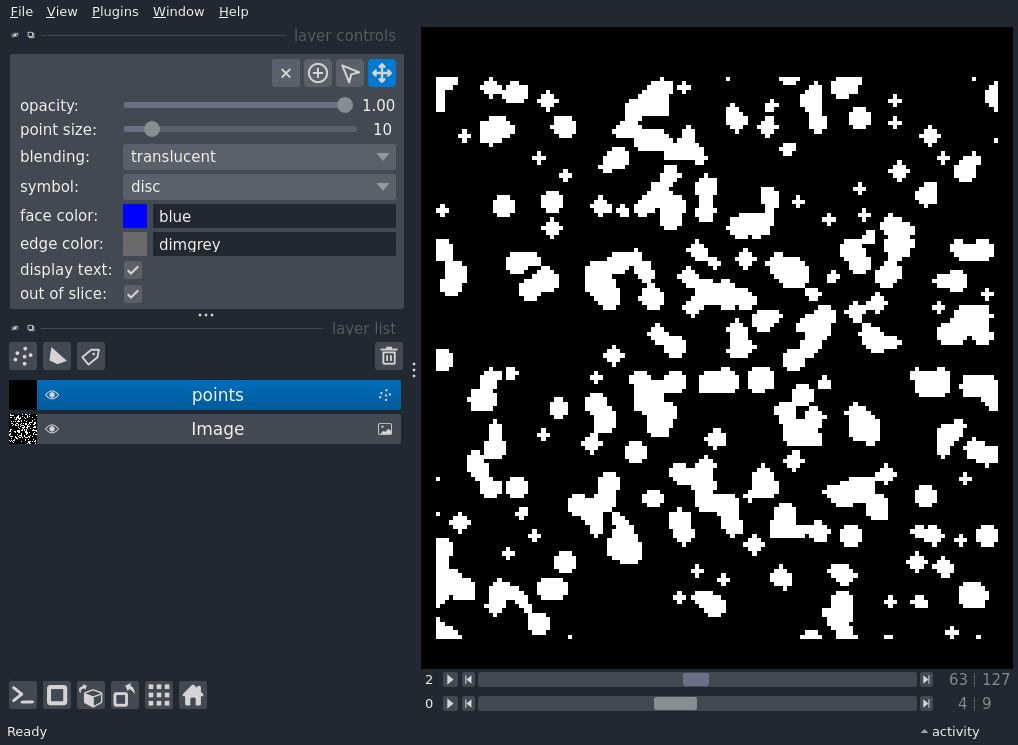 File View Plugins Window Help
layer controls
opacity: 1.00
point size: 10
blending: translucent
symbol: disc
face color: blue
edge color: dimgrey
display text:
out of slice:
layer list
points
Image
2 63 | 127
0 4 | 9
Ready activity